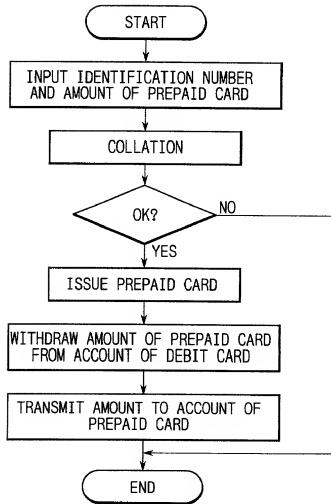 START
INPUT IDENTIFICATION NUMBER
AND AMOUNT OF PREPAID CARD
COLLATION
OK?
NO
YES
ISSUE PREPAID CARD
WITHDRAW AMOUNT OF PREPAID CARD
FROM ACCOUNT OF DEBIT CARD
TRANSMIT AMOUNT TO ACCOUNT OF
PREPAID CARD
END